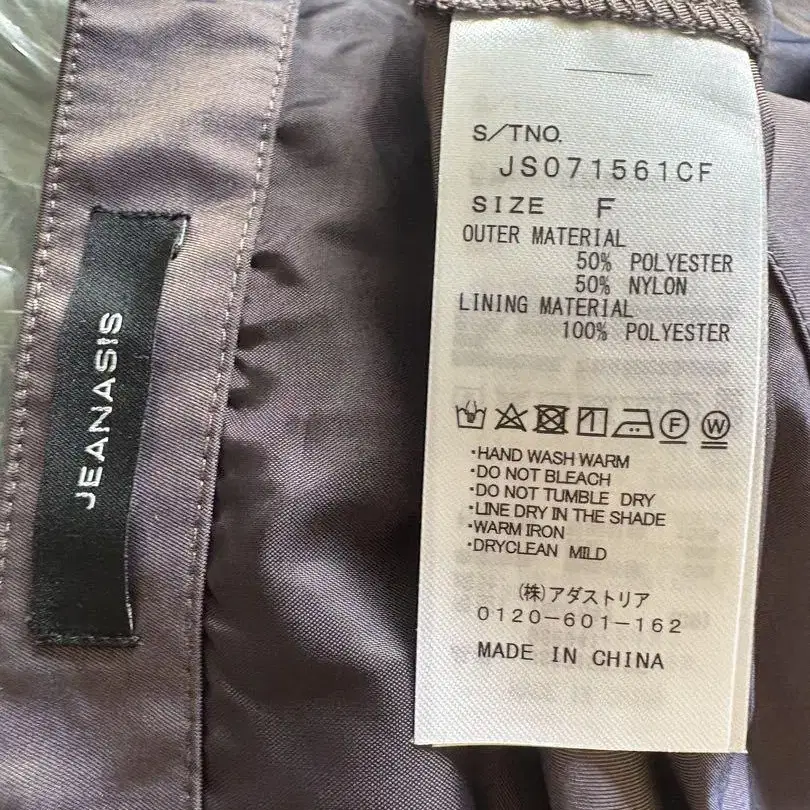 JEANASIS
S/TNO.
JS071561CF
SIZE F
OUTER MATERIAL
50% POLYESTER
50% NYLON
LINING MATERIAL
100% POLYESTER
F W
・HAND WASH WARM
・DO NOT BLEACH
・DO NOT TUMBLE DRY
・LINE DRY IN THE SHADE
・WARM IRON
・DRYCLEAN MILD
(株)アダストリア
0120-601-162
MADE IN CHINA